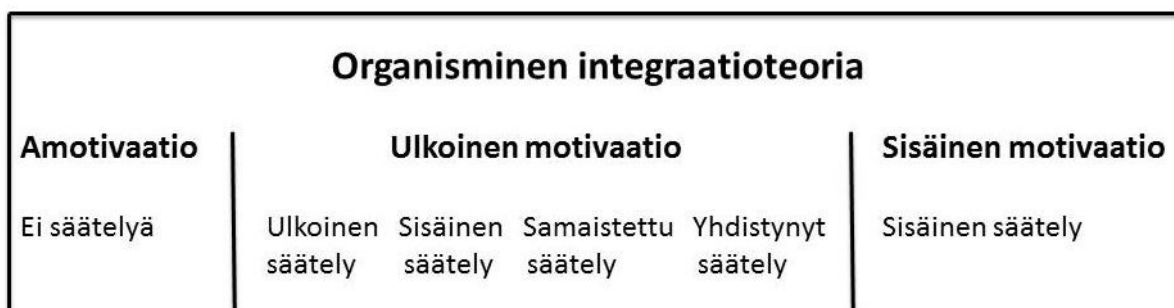 Organisminen integraatioteoria
Amotivaatio Ulkoinen motivaatio Sisäinen motivaatio
Ei säätelyä Ulkoinen Sisäinen Samaistettu Yhdistynyt Sisäinen säätely
säätely säätely säätely säätely